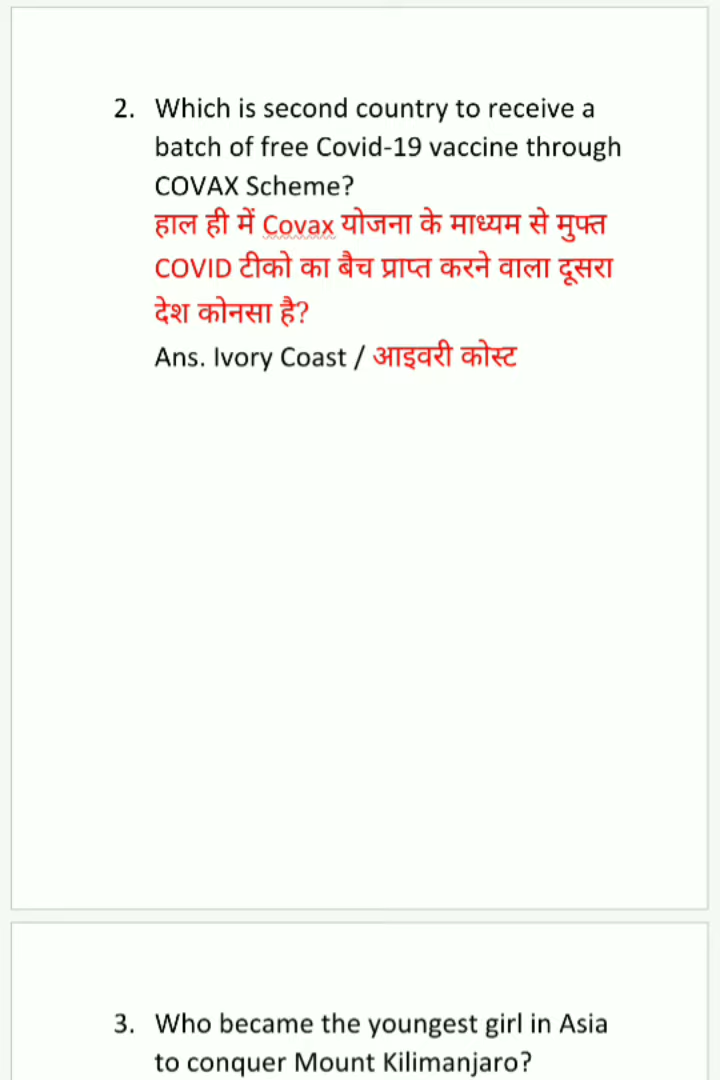 2. Which is second country to receive a
batch of free Covid-19 vaccine through
COVAX Scheme?
हाल ही में Covax योजना के माध्यम से मुफ्त
COVID टीको का बैच प्राप्त करने वाला दूसरा
देश कोनसा है?
Ans. Ivory Coast / आइवरी कोस्ट
3. Who became the youngest girl in Asia
to conquer Mount Kilimanjaro?